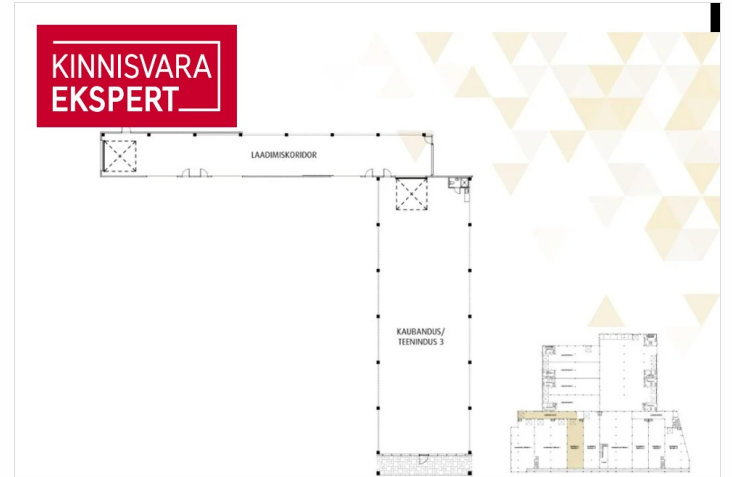 KINNISVARA
EKSPERT
LAADIMISKORIDOR
KAUBANDUS/
TEENINDUS 3